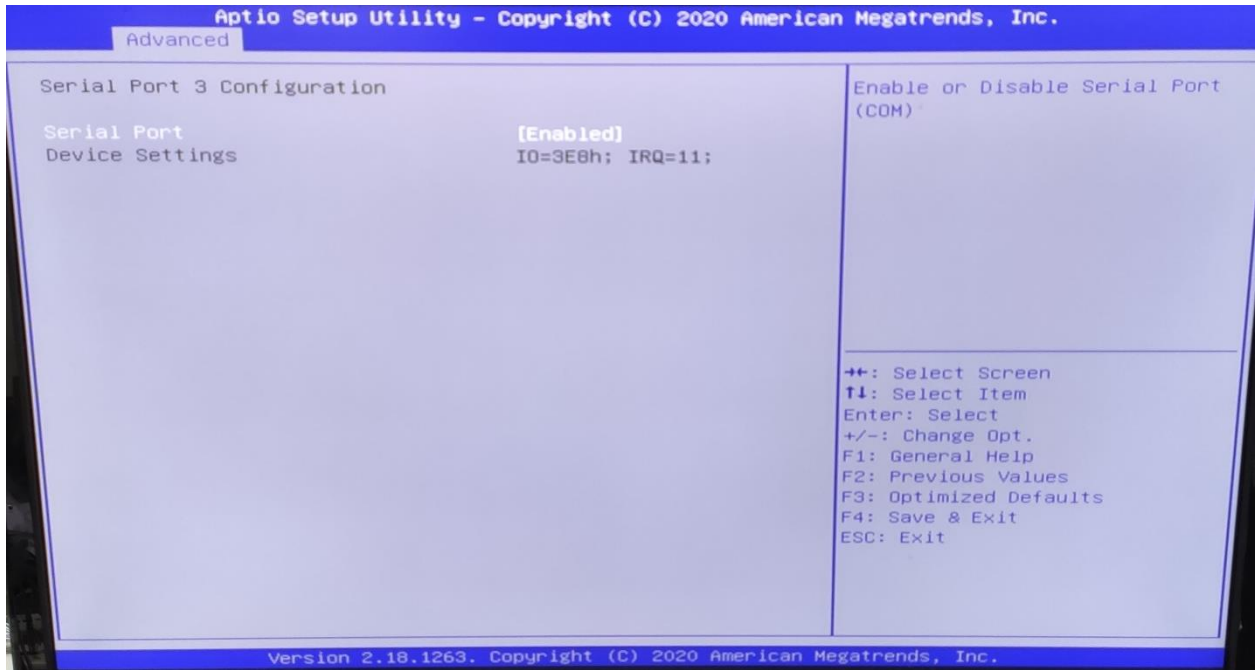 Aptio Setup Utility - Copyright (C) 2020 American Megatrends, Inc.
Advanced
Serial Port 3 Configuration
Serial Port [Enabled]
Device Settings IO=3E8h; IRQ=11;
Enable or Disable Serial Port
(COM)
→←: Select Screen
↑↓: Select Item
Enter: Select
+/-: Change Opt.
F1: General Help
F2: Previous Values
F3: Optimized Defaults
F4: Save & Exit
ESC: Exit
Version 2.18.1263. Copyright (C) 2020 American Megatrends, Inc.